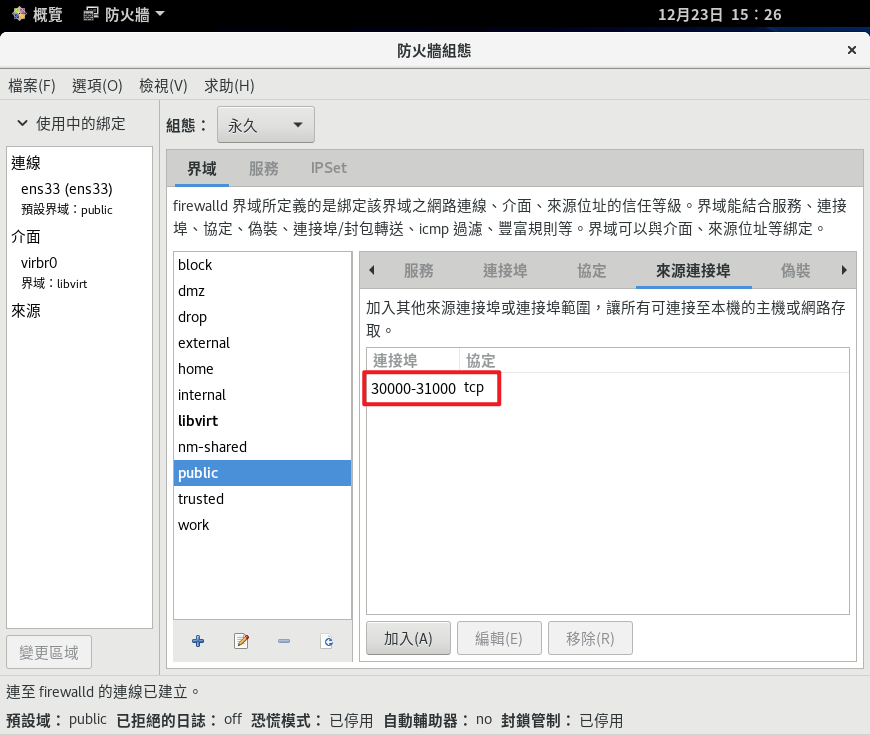 概覽 防火牆 12月23日 15:26
防火牆組態 ×
檔案(F) 選項(O) 檢視(V) 求助(H)
使用中的綁定
連線
ens33 (ens33)
預設界域:public
介面
virbr0
界域:libvirt
來源
變更區域
組態: 永久
界域 服務 IPSet
firewalld 界域所定義的是綁定該界域之網路連線、介面、來源位址的信任等級。界域能結合服務、連接
埠、協定、偽裝、連接埠/封包轉送、icmp 過濾、豐富規則等。界域可以與介面、來源位址等綁定。
block
dmz
drop
external
home
internal
libvirt
nm-shared
public
trusted
work
服務 連接埠 協定 來源連接埠 偽裝
加入其他來源連接埠或連接埠範圍,讓所有可連接至本機的主機或網路存
取。
連接埠 協定
30000-31000 tcp
加入(A) 編輯(E) 移除(R)
連至 firewalld 的連線已建立。
預設域: public 已拒絕的日誌: off 恐慌模式: 已停用 自動輔助器: no 封鎖管制: 已停用